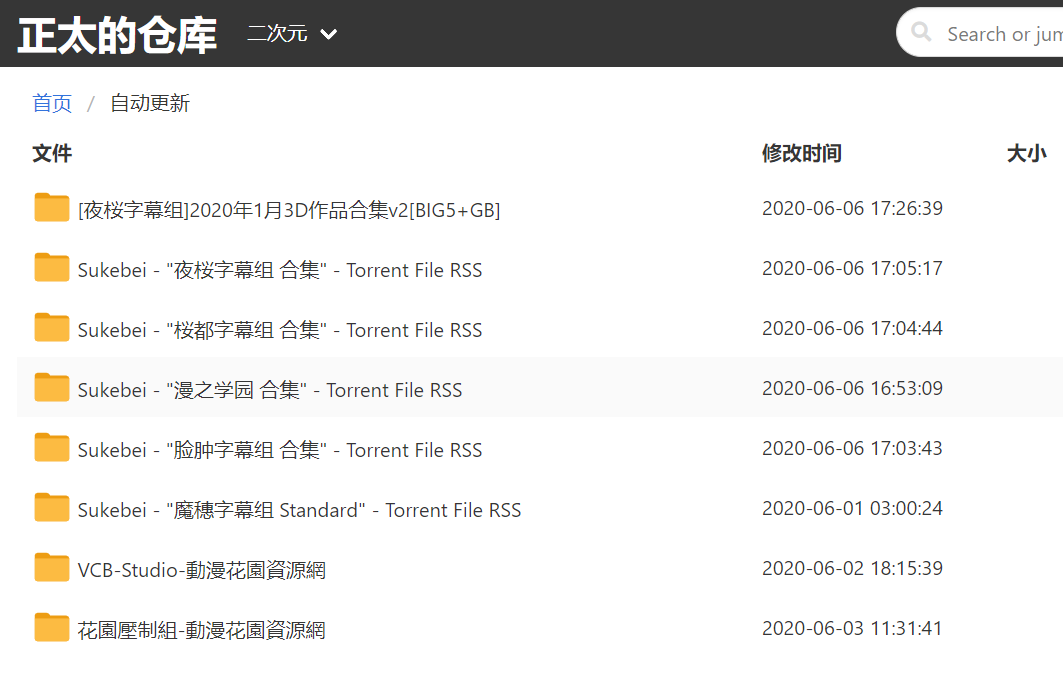 正太的仓库 二次元 Search or jum
首页 / 自动更新
文件 修改时间 大小
[夜桜字幕组]2020年1月3D作品合集v2[BIG5+GB] 2020-06-06 17:26:39
Sukebei - "夜桜字幕组 合集" - Torrent File RSS 2020-06-06 17:05:17
Sukebei - "桜都字幕组 合集" - Torrent File RSS 2020-06-06 17:04:44
Sukebei - "漫之学园 合集" - Torrent File RSS 2020-06-06 16:53:09
Sukebei - "脸肿字幕组 合集" - Torrent File RSS 2020-06-06 17:03:43
Sukebei - "魔穗字幕组 Standard" - Torrent File RSS 2020-06-01 03:00:24
VCB-Studio-動漫花園資源網 2020-06-02 18:15:39
花園壓制組-動漫花園資源網 2020-06-03 11:31:41